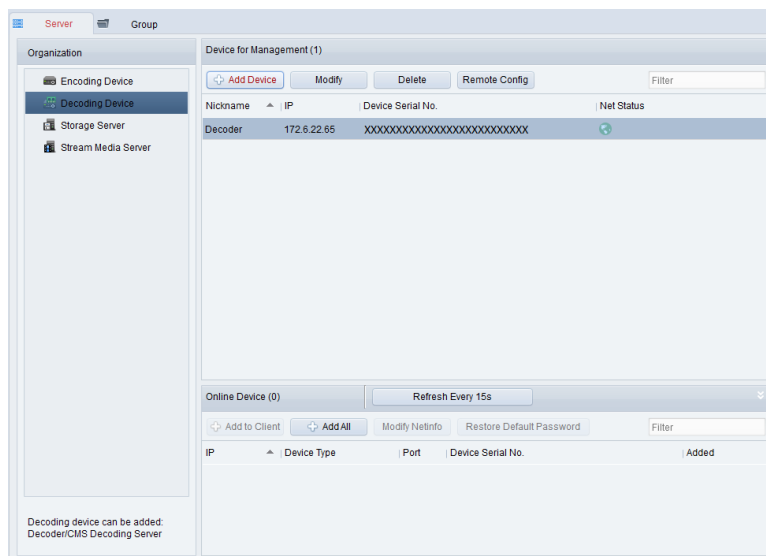 Server Group
Organization
Encoding Device
Decoding Device
Storage Server
Stream Media Server
Decoding device can be added:
Decoder/CMS Decoding Server
Device for Management (1)
Add Device Modify Delete Remote Config Filter
Nickname IP Device Serial No. Net Status
Decoder 172.6.22.65 XXXXXXXXXXXXXXXXXXXXXXXXXX
Online Device (0) Refresh Every 15s
Add to Client Add All Modify Netinfo Restore Default Password Filter
IP Device Type Port Device Serial No. Added